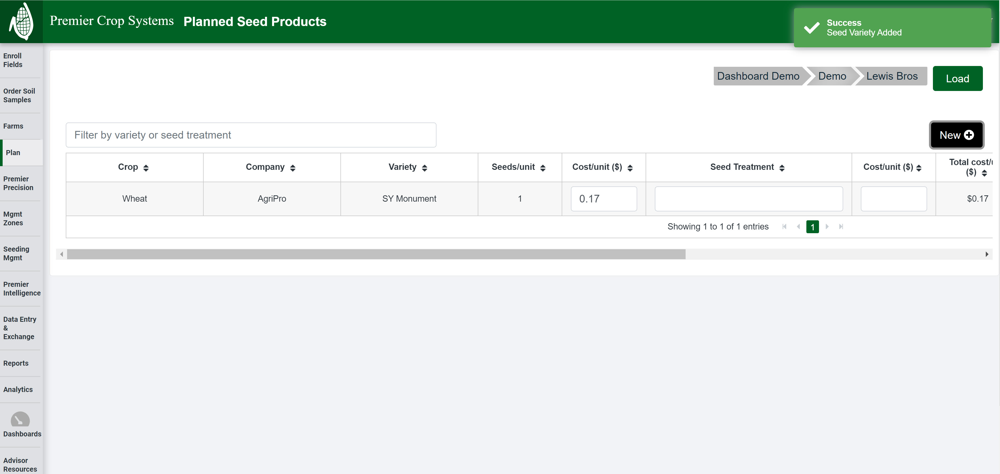 Premier Crop Systems
Planned Seed Products
Success
Seed Variety Added
Enroll
Fields
Order Soil
Samples
Farms
Plan
Premier
Precision
Mgmt
Zones
Seeding
Mgmt
Premier
Intelligence
Data Entry
&
Exchange
Reports
Analytics
Dashboards
Advisor
Resources
Dashboard Demo
Demo
Lewis Bros
Load
Filter by variety or seed treatment
New
Crop
Company
Variety
Seeds/unit
Cost/unit ($)
Seed Treatment
Cost/unit ($)
Total cost/
($)
Wheat
AgriPro
SY Monument
1
0.17
$0.17
Showing 1 to 1 of 1 entries
1